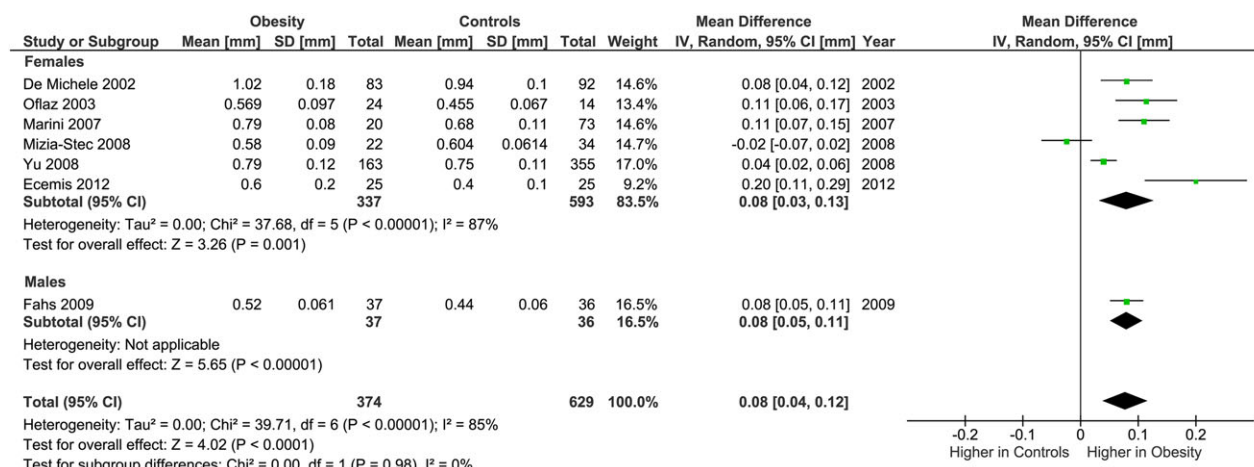 Obesity Controls Mean Difference Mean Difference
Study or Subgroup Mean [mm] SD [mm] Total Mean [mm] SD [mm] Total Weight IV, Random, 95% CI [mm] Year IV, Random, 95% CI [mm]
Females
De Michele 2002 1.02 0.18 83 0.94 0.1 92 14.6% 0.08 [0.04, 0.12] 2002
Oflaz 2003 0.569 0.097 24 0.455 0.067 14 13.4% 0.11 [0.06, 0.17] 2003
Marini 2007 0.79 0.08 20 0.68 0.11 73 14.6% 0.11 [0.07, 0.15] 2007
Mizia-Stec 2008 0.58 0.09 22 0.604 0.0614 34 14.7% -0.02 [-0.07, 0.02] 2008
Yu 2008 0.79 0.12 163 0.75 0.11 355 17.0% 0.04 [0.02, 0.06] 2008
Ecemis 2012 0.6 0.2 25 0.4 0.1 25 9.2% 0.20 [0.11, 0.29] 2012
Subtotal (95% CI) 337 593 83.5% 0.08 [0.03, 0.13]
Heterogeneity: Tau² = 0.00; Chi² = 37.68, df = 5 (P < 0.00001); I² = 87%
Test for overall effect: Z = 3.26 (P = 0.001)
Males
Fahs 2009 0.52 0.061 37 0.44 0.06 36 16.5% 0.08 [0.05, 0.11] 2009
Subtotal (95% CI) 37 36 16.5% 0.08 [0.05, 0.11]
Heterogeneity: Not applicable
Test for overall effect: Z = 5.65 (P < 0.00001)
Total (95% CI) 374 629 100.0% 0.08 [0.04, 0.12]
Heterogeneity: Tau² = 0.00; Chi² = 39.71, df = 6 (P < 0.00001); I² = 85%
Test for overall effect: Z = 4.02 (P < 0.0001)
Test for subgroup differences: Chi² = 0.00, df = 1 (P = 0.98), I² = 0%
-0.2 -0.1 0 0.1 0.2
Higher in Controls Higher in Obesity